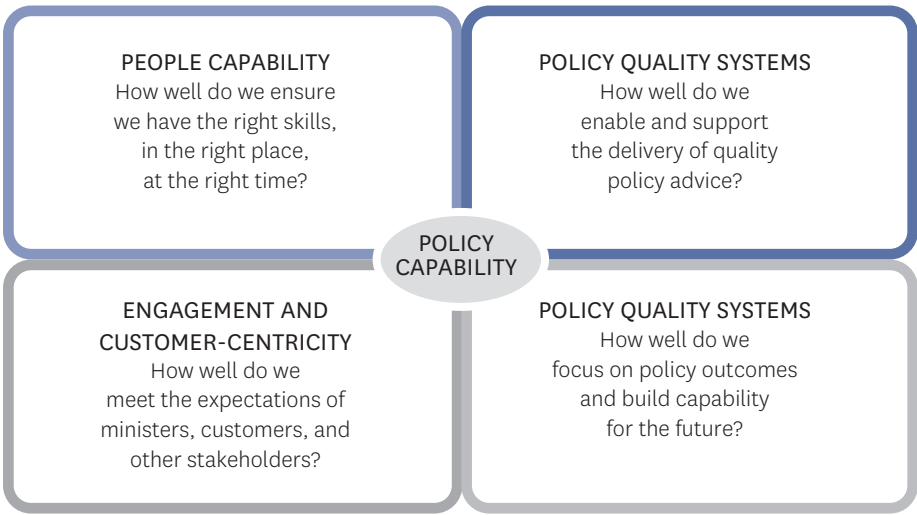 PEOPLE CAPABILITY
How well do we ensure
we have the right skills,
in the right place,
at the right time?
POLICY QUALITY SYSTEMS
How well do we
enable and support
the delivery of quality
policy advice?
POLICY
CAPABILITY
ENGAGEMENT AND
CUSTOMER-CENTRICITY
How well do we
meet the expectations of
ministers, customers, and
other stakeholders?
POLICY QUALITY SYSTEMS
How well do we
focus on policy outcomes
and build capability
for the future?